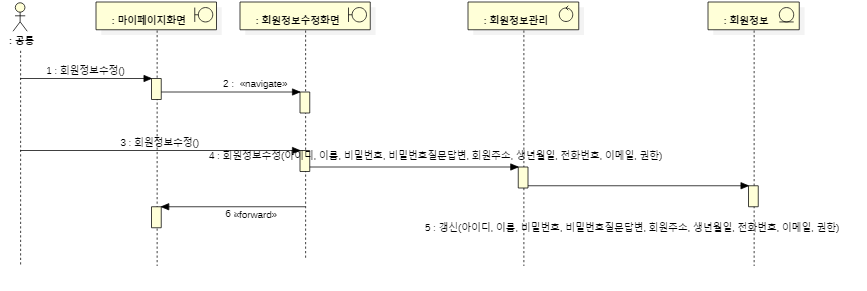 : 공통
: 마이페이지화면
: 회원정보수정화면
: 회원정보관리
: 회원정보
1 : 회원정보수정()
2 : «navigate»
3 : 회원정보수정()
4 : 회원정보수정(아이디, 이름, 비밀번호, 비밀번호질문답변, 회원주소, 생년월일, 전화번호, 이메일, 권한)
6 «forward»
5 : 갱신(아이디, 이름, 비밀번호, 비밀번호질문답변, 회원주소, 생년월일, 전화번호, 이메일, 권한)